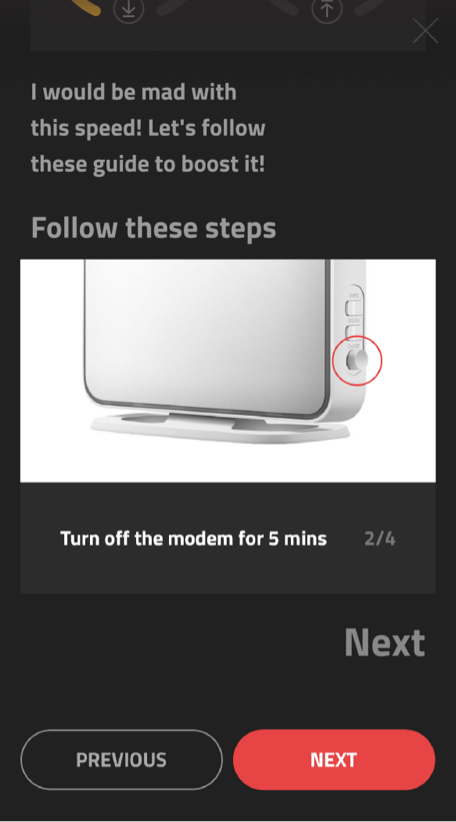 I would be mad with
this speed! Let's follow
these guide to boost it!
Follow these steps
Turn off the modem for 5 mins 2/4
Next
PREVIOUS NEXT